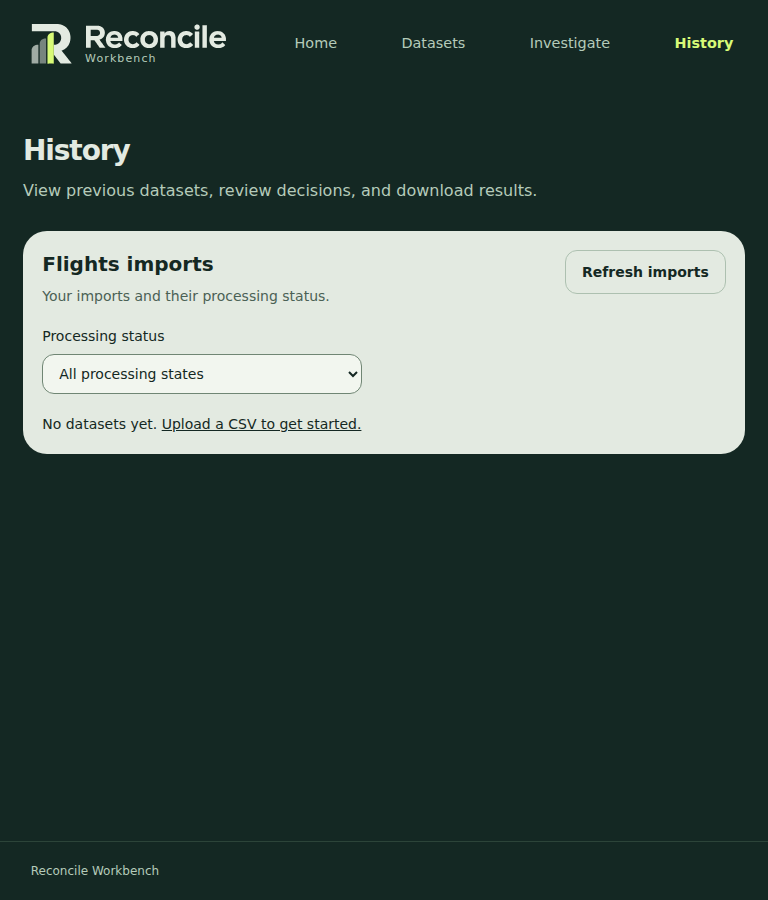 Reconcile
Workbench
Home
Datasets
Investigate
History
History
View previous datasets, review decisions, and download results.
Flights imports
Refresh imports
Your imports and their processing status.
Processing status
All processing states
No datasets yet. Upload a CSV to get started.
Reconcile Workbench